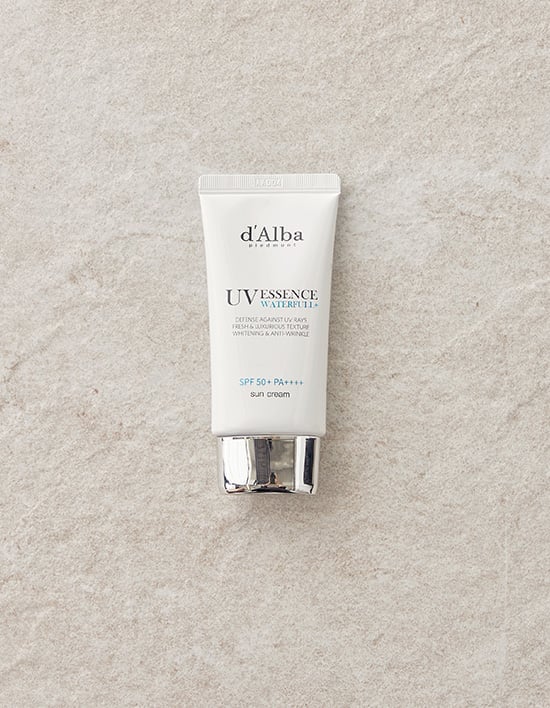 d'Alba
piedmont
UV ESSENCE
WATERFULL+
DEFENSE AGAINST UV RAYS
FRESH & LUXURIOUS TEXTURE
WHITENING & ANTI-WRINKLE
SPF 50+ PA++++
sun cream